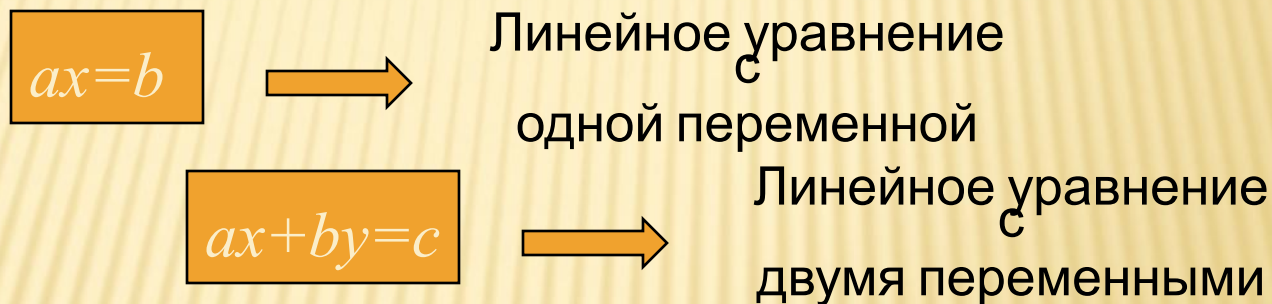 ax=b
Линейное уравнение
с
одной переменной
ax+by=c
Линейное уравнение
с
двумя переменными